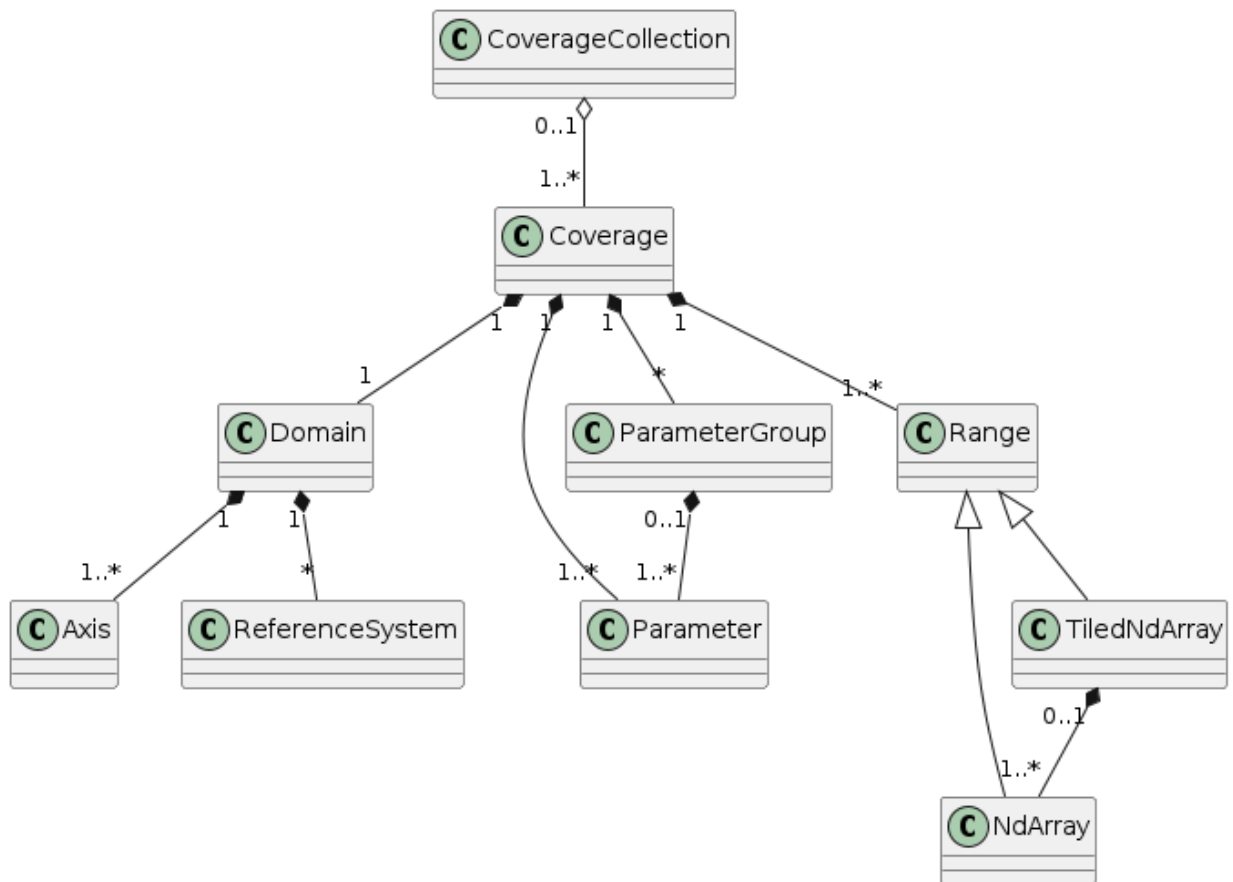 C CoverageCollection
0..1
1..*
C Coverage
1 1 1 1
1 * 1..*
C Domain C ParameterGroup C Range
1 1 0..1
1..* * 1..* 1..*
C Axis C ReferenceSystem C Parameter C TiledNdArray
0..1
1..*
C NdArray